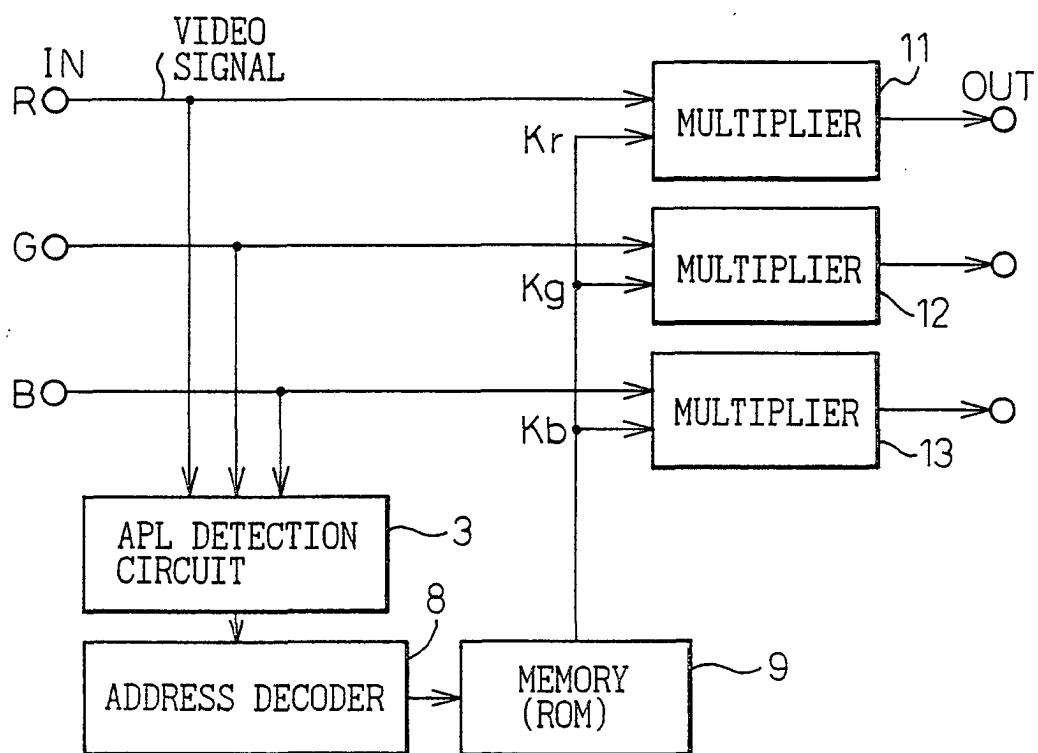 VIDEO
SIGNAL
IN
R
11
OUT
MULTIPLIER
Kr
G
MULTIPLIER
Kg
12
B
MULTIPLIER
Kb
13
APL DETECTION
CIRCUIT
3
8
ADDRESS DECODER
MEMORY
(ROM)
9